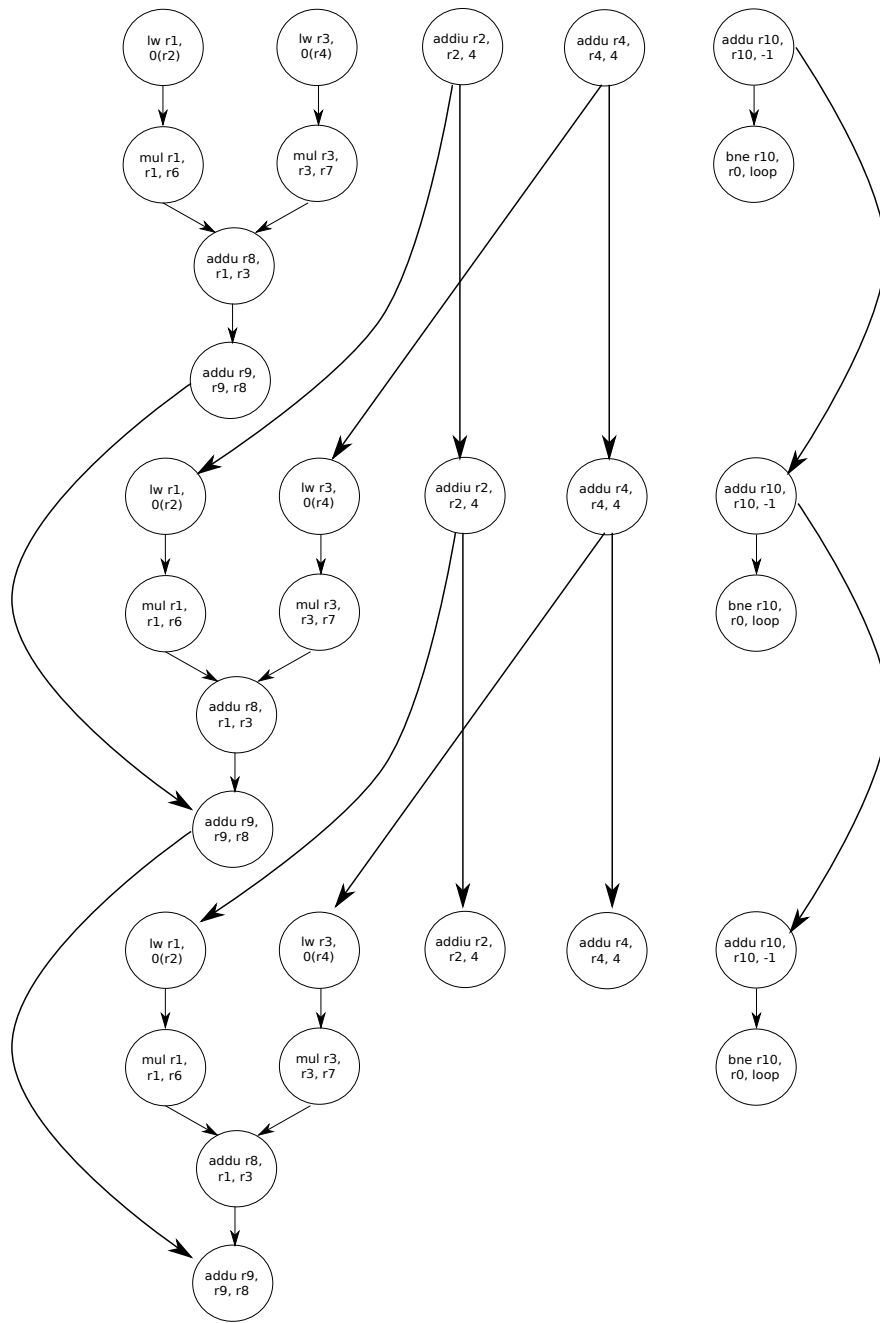 lw r1,
0(r2)
lw r3,
0(r4)
addiu r2,
r2, 4
addu r4,
r4, 4
addu r10,
r10, -1
mul r1,
r1, r6
mul r3,
r3, r7
bne r10,
r0, loop
addu r8,
r1, r3
addu r9,
r9, r8
lw r1,
0(r2)
lw r3,
0(r4)
addiu r2,
r2, 4
addu r4,
r4, 4
addu r10,
r10, -1
mul r1,
r1, r6
mul r3,
r3, r7
bne r10,
r0, loop
addu r8,
r1, r3
addu r9,
r9, r8
lw r1,
0(r2)
lw r3,
0(r4)
addiu r2,
r2, 4
addu r4,
r4, 4
addu r10,
r10, -1
mul r1,
r1, r6
mul r3,
r3, r7
bne r10,
r0, loop
addu r8,
r1, r3
addu r9,
r9, r8